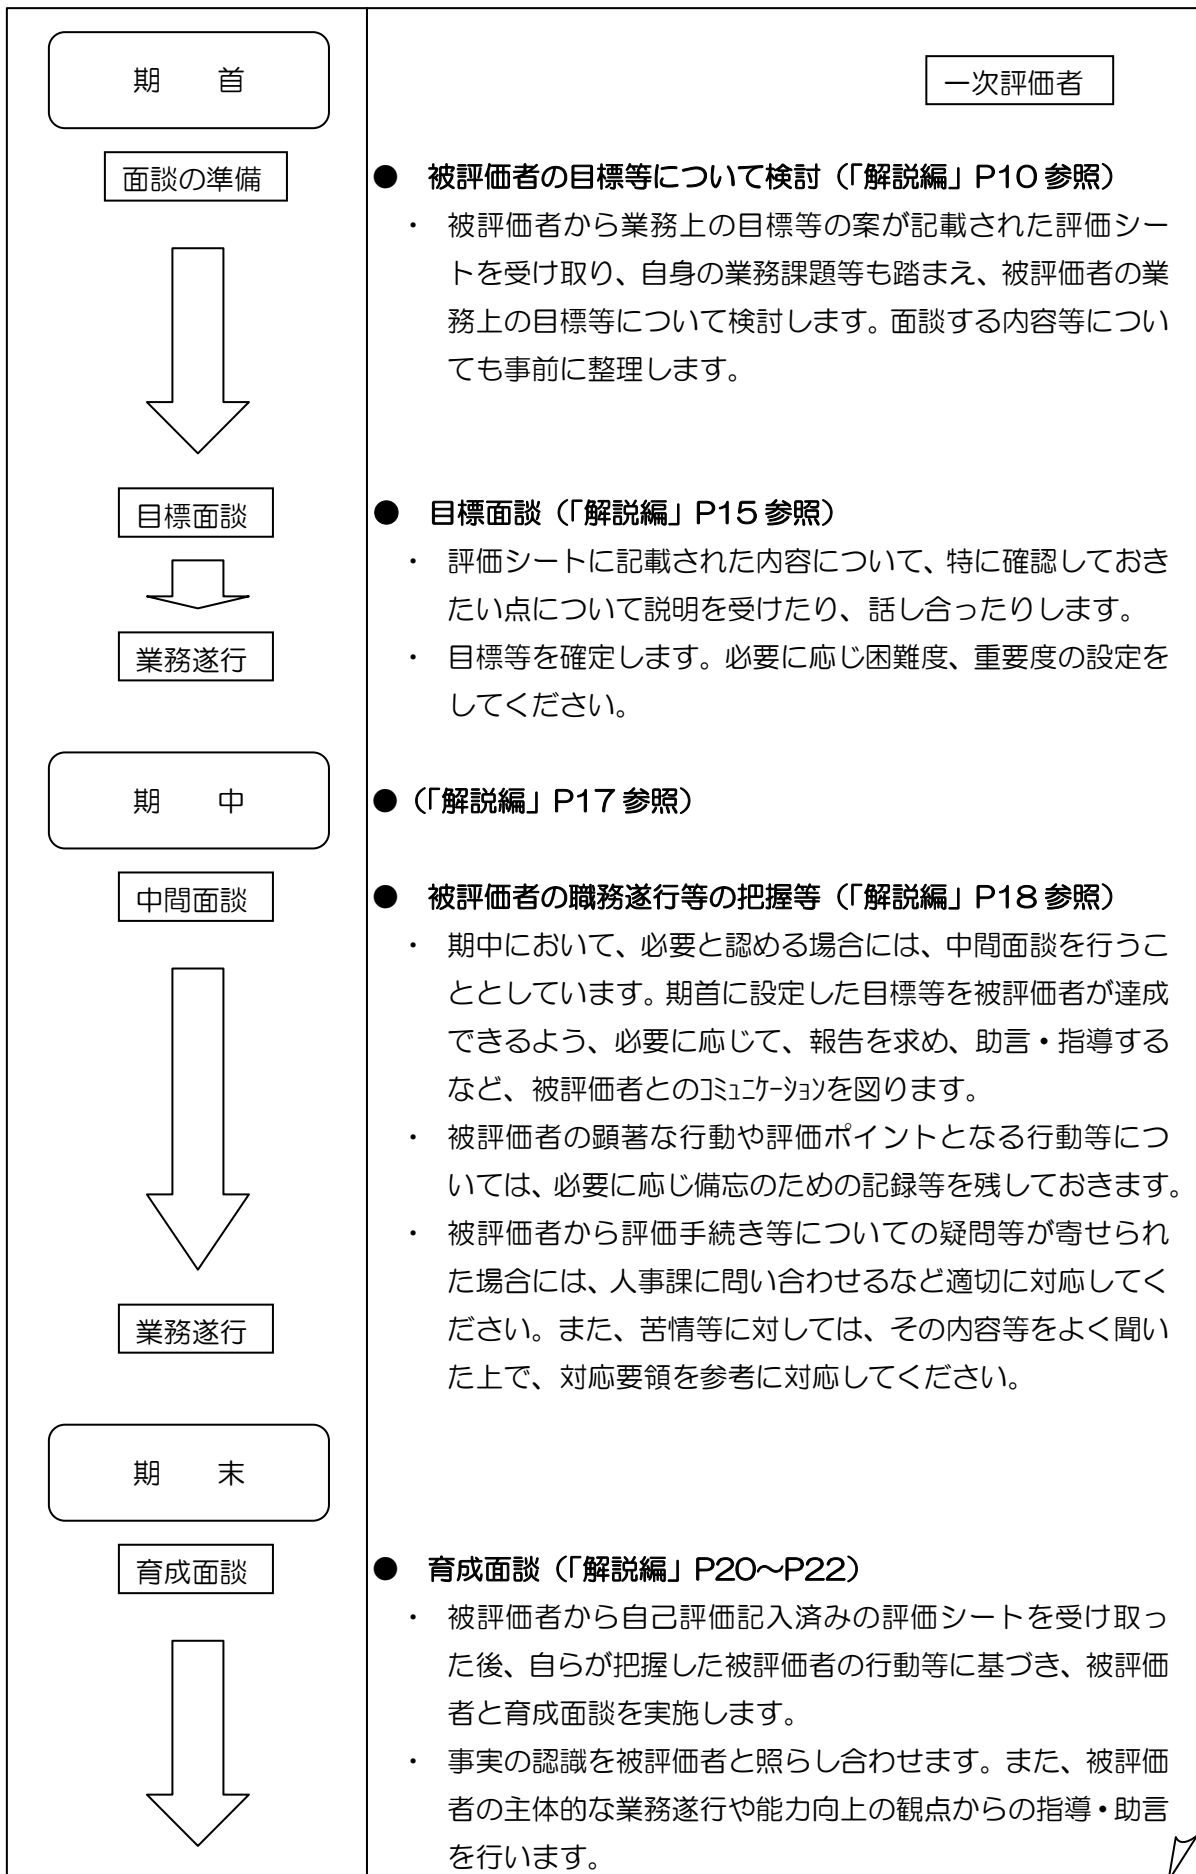 期　首
一次評価者
面談の準備
● 被評価者の目標等について検討（「解説編」P10 参照）
・ 被評価者から業務上の目標等の案が記載された評価シー
トを受け取り、自身の業務課題等も踏まえ、被評価者の業
務上の目標等について検討します。面談する内容等につい
ても事前に整理します。
目標面談
● 目標面談（「解説編」P15 参照）
・ 評価シートに記載された内容について、特に確認しておき
たい点について説明を受けたり、話し合ったりします。
業務遂行
・ 目標等を確定します。必要に応じ困難度、重要度の設定を
してください。
期　中
●（「解説編」P17 参照）
中間面談
● 被評価者の職務遂行等の把握等（「解説編」P18 参照）
・ 期中において、必要と認める場合には、中間面談を行うこ
ととしています。期首に設定した目標等を被評価者が達成
できるよう、必要に応じて、報告を求め、助言・指導する
など、被評価者とのｺﾐｭﾆｹｰｼｮﾝを図ります。
・ 被評価者の顕著な行動や評価ポイントとなる行動等につ
いては、必要に応じ備忘のための記録等を残しておきます。
・ 被評価者から評価手続き等についての疑問等が寄せられ
た場合には、人事課に問い合わせるなど適切に対応してく
業務遂行
ださい。また、苦情等に対しては、その内容等をよく聞い
た上で、対応要領を参考に対応してください。
期　末
育成面談
● 育成面談（「解説編」P20～P22）
・ 被評価者から自己評価記入済みの評価シートを受け取っ
た後、自らが把握した被評価者の行動等に基づき、被評価
者と育成面談を実施します。
・ 事実の認識を被評価者と照らし合わせます。また、被評価
者の主体的な業務遂行や能力向上の観点からの指導・助言
を行います。